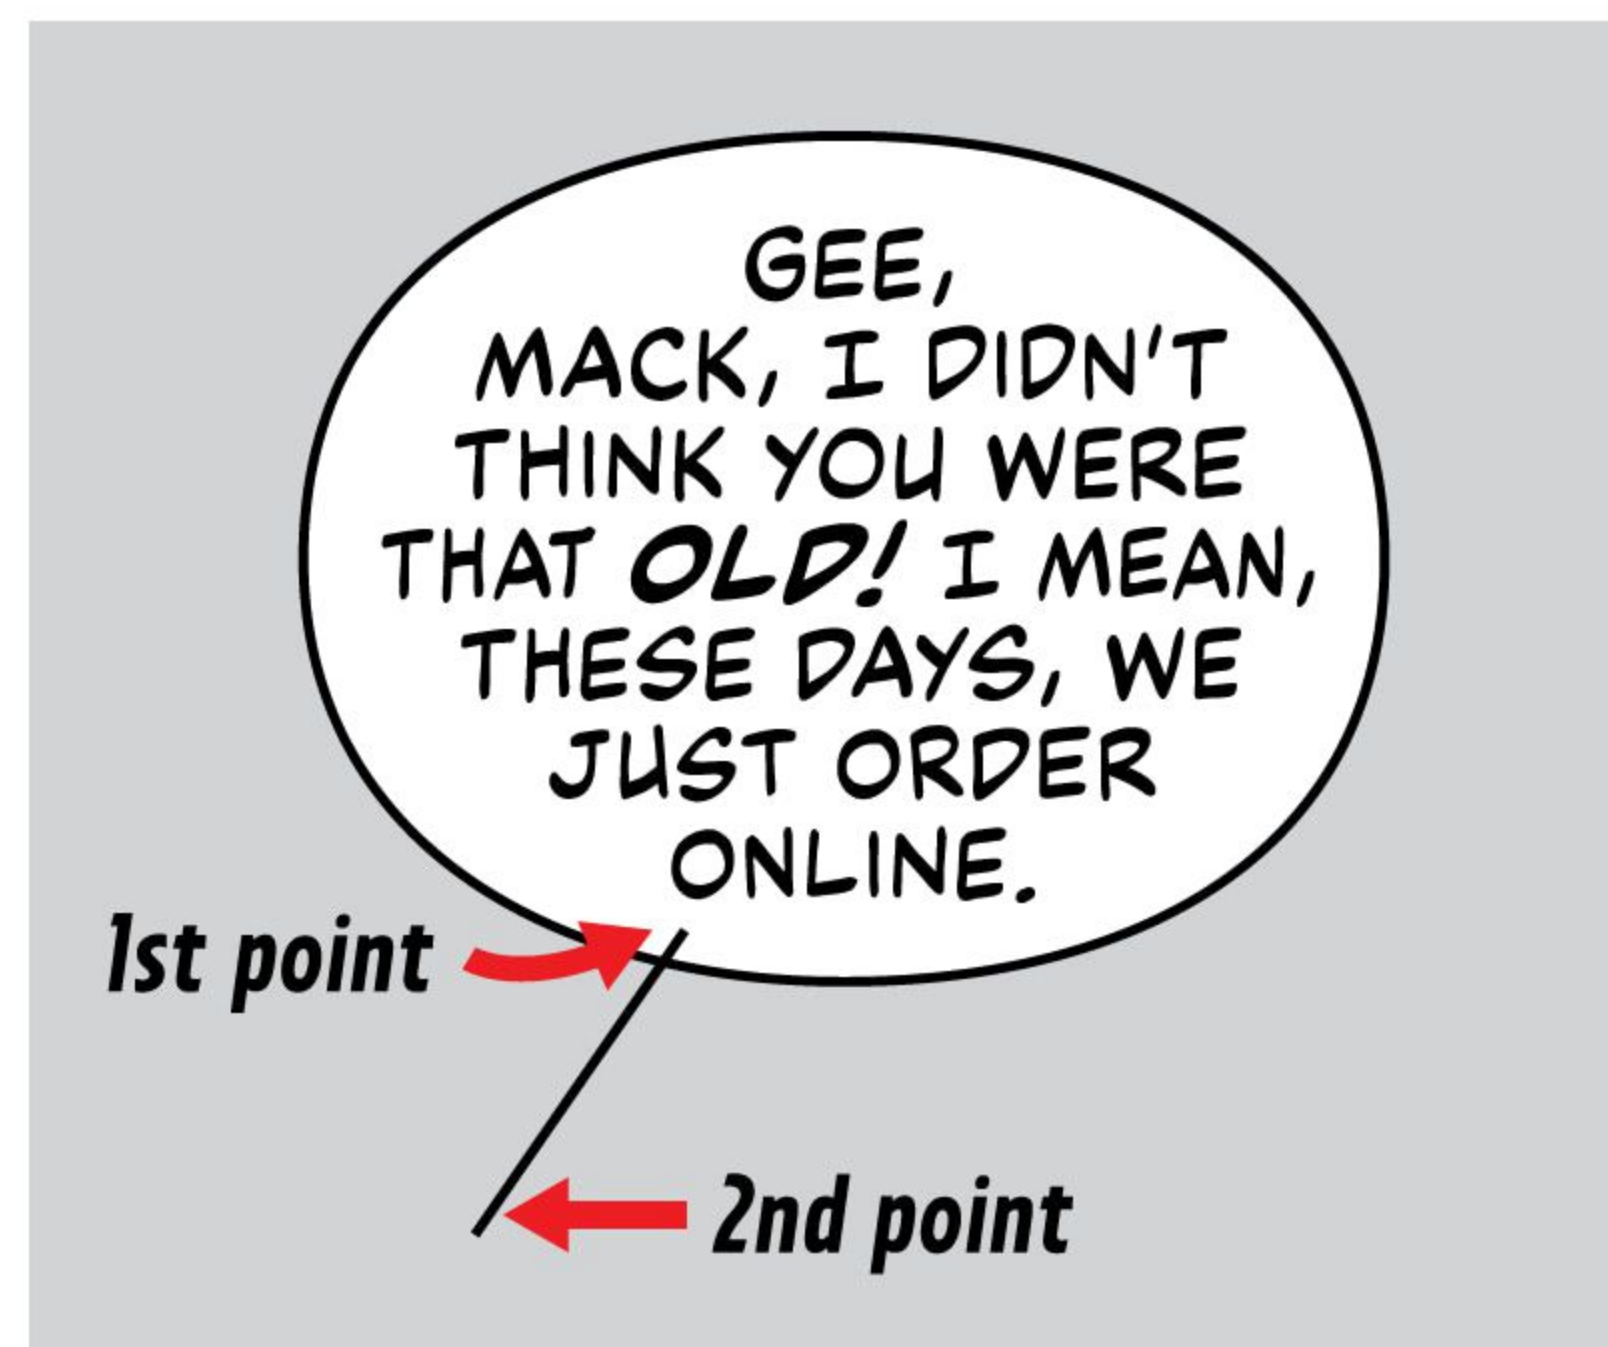 GEE,
MACK, I DIDN'T
THINK YOU WERE
THAT OLD! I MEAN,
THESE DAYS, WE
JUST ORDER
ONLINE.
1st point
2nd point